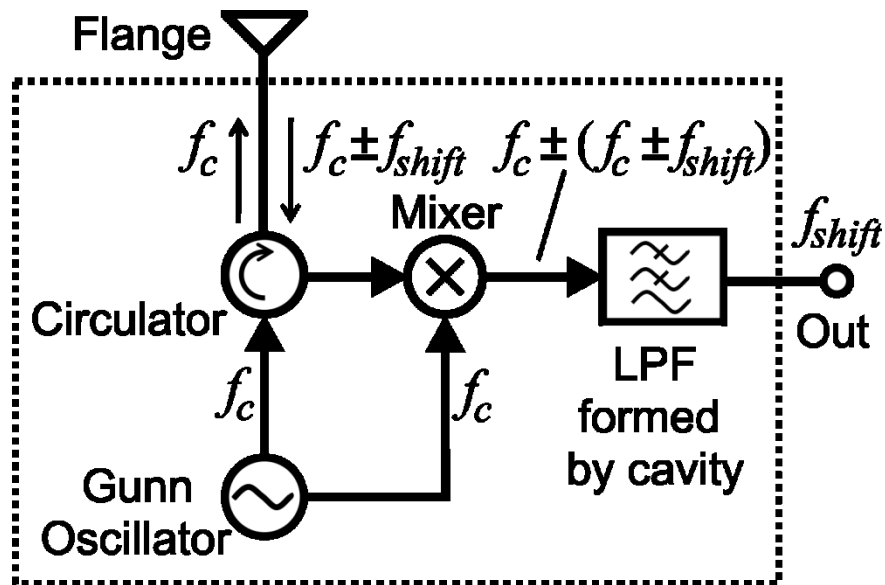 Flange
f_c
f_c ± f_shift
f_c ± (f_c ± f_shift)
Mixer
f_shift
Circulator
Out
f_c
f_c
LPF
formed
by cavity
Gunn
Oscillator